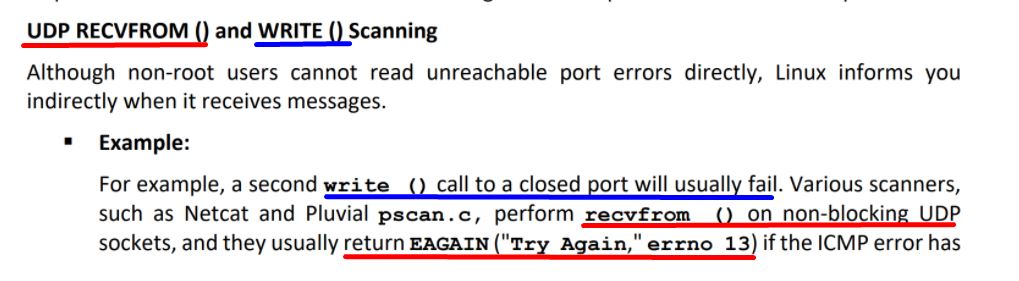 UDP RECVFROM () and WRITE () Scanning
Although non-root users cannot read unreachable port errors directly, Linux informs you
indirectly when it receives messages.
▪ Example:
For example, a second write () call to a closed port will usually fail. Various scanners,
such as Netcat and Pluvial pscan.c, perform recvfrom () on non-blocking UDP
sockets, and they usually return EAGAIN ("Try Again," errno 13) if the ICMP error has